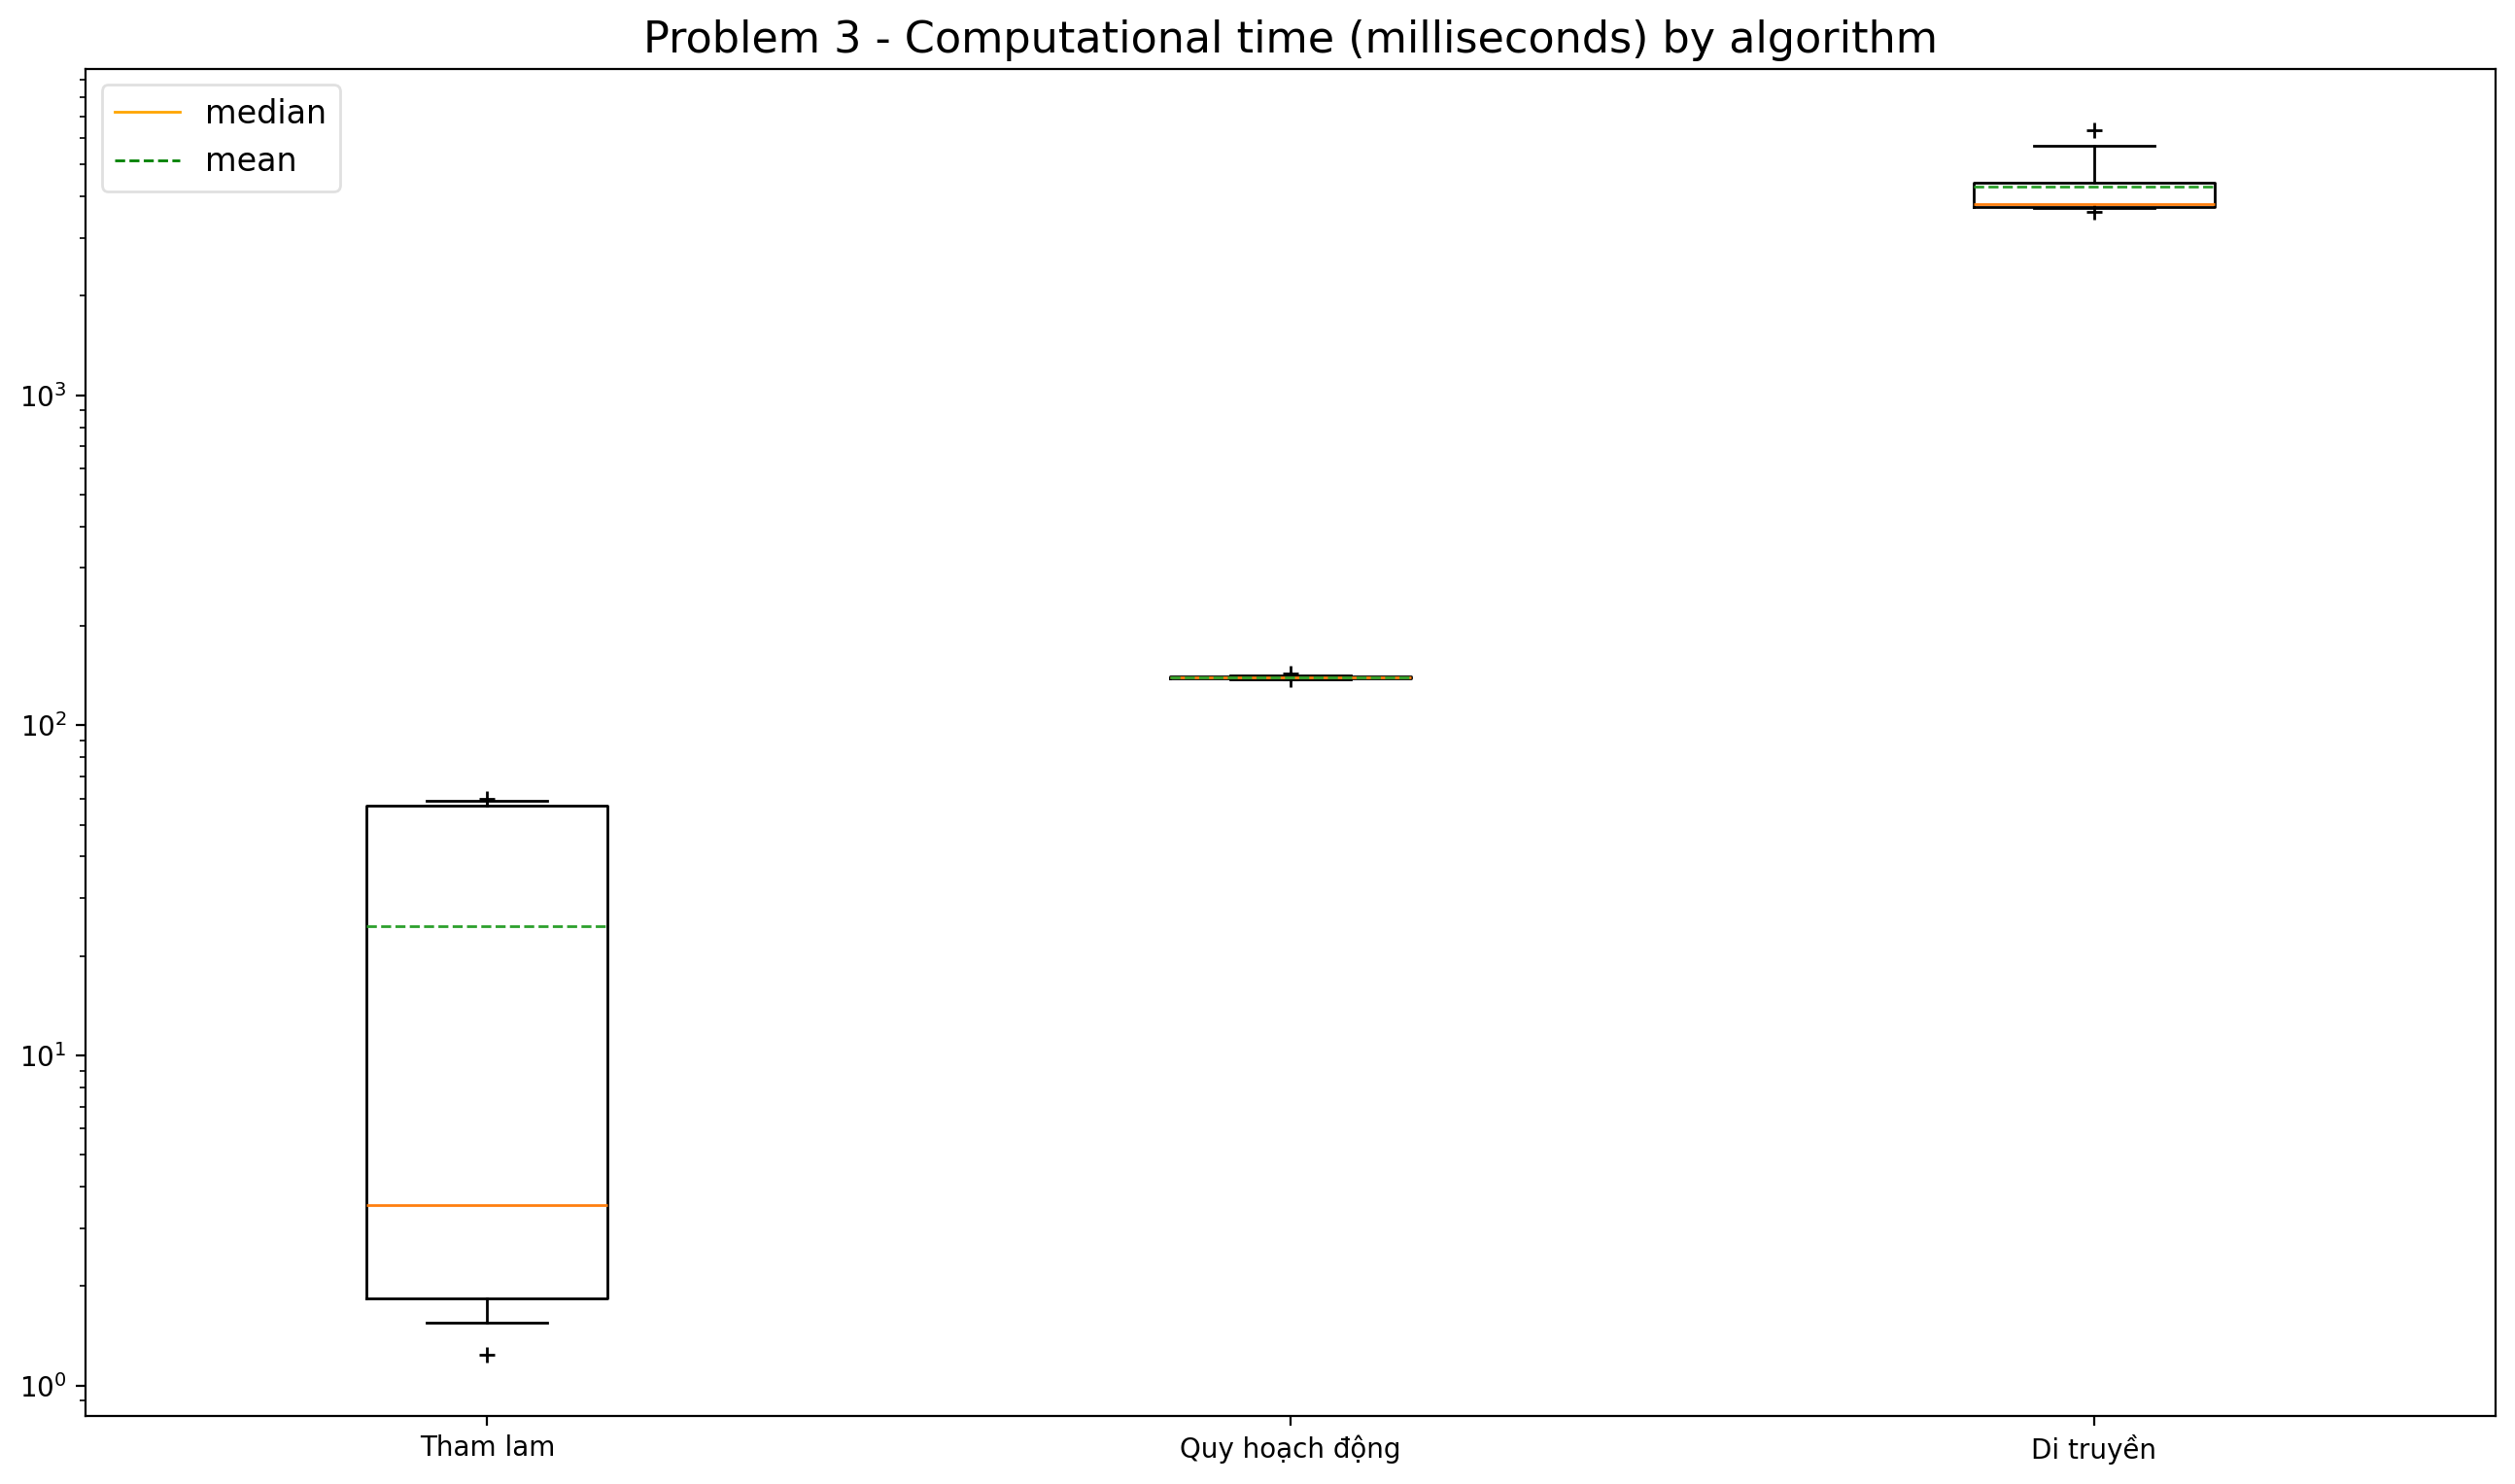 Problem 3 - Computational time (milliseconds) by algorithm
median
mean
10³
10²
10¹
10⁰
Tham lam
Quy hoạch động
Di truyền